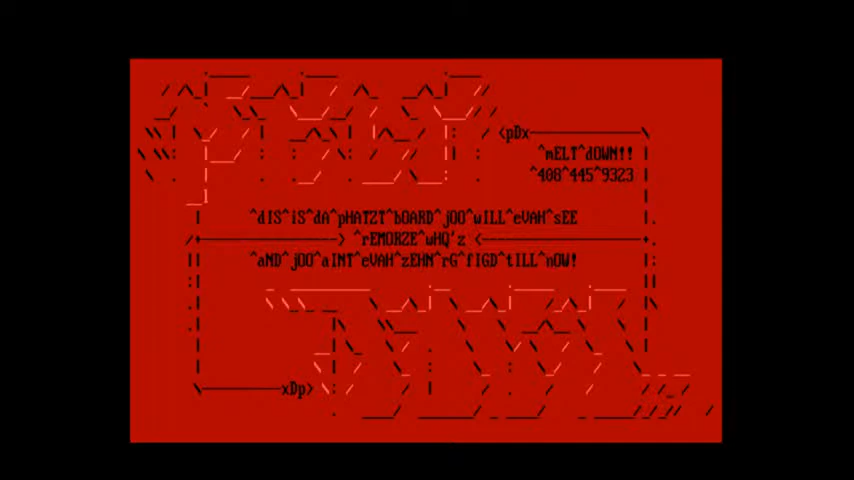 <pDx
^mELT^dOWN!!
^408^445^9323
^dIS^iS^dA^pHATZT^bOARD^jOO^wILL^eVAH^sEE
> ^rEMORZE^wHQ'z <
^aND^jOO^aINT^eVAH^zEHN^rG^fIGD^tILL^nOW!
xDp>